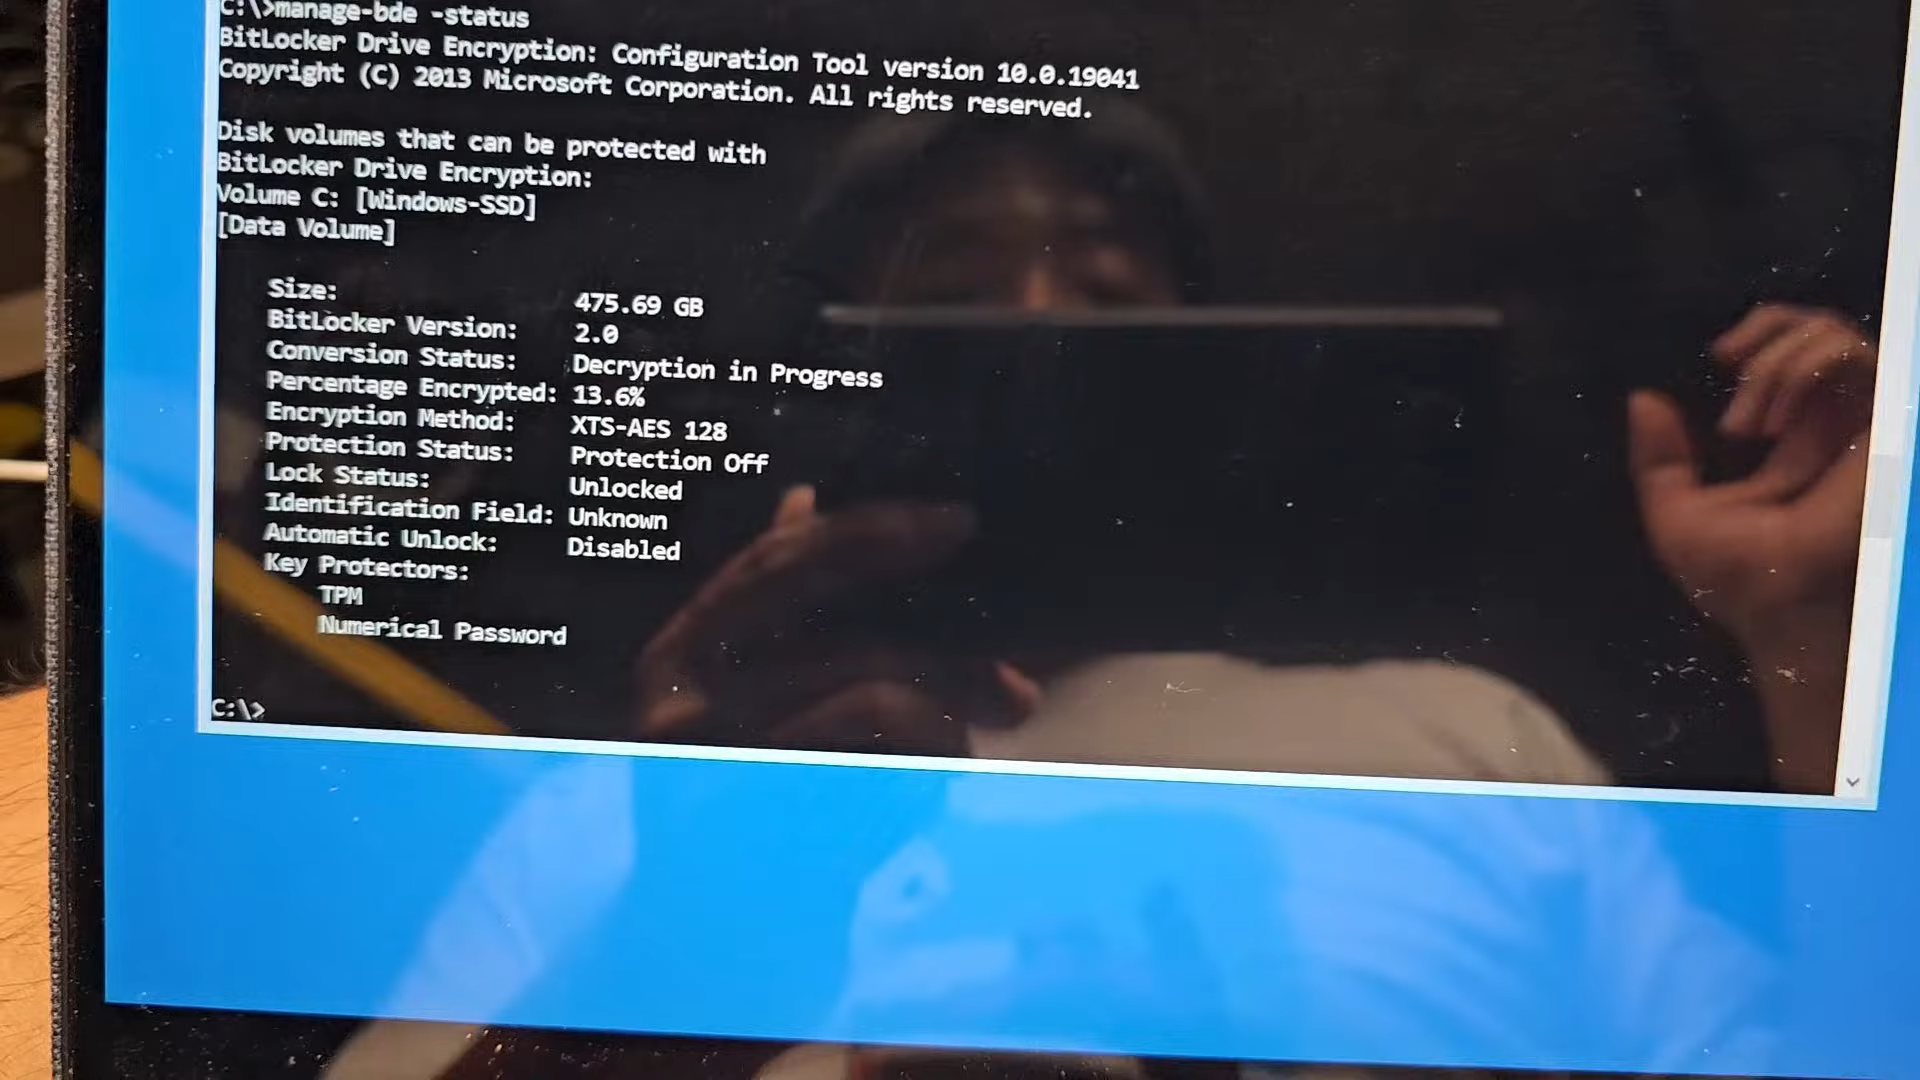 C:\>manage-bde -status
BitLocker Drive Encryption: Configuration Tool version 10.0.19041
Copyright (C) 2013 Microsoft Corporation. All rights reserved.
Disk volumes that can be protected with
BitLocker Drive Encryption:
Volume C: [Windows-SSD]
[Data Volume]
Size: 475.69 GB
BitLocker Version: 2.0
Conversion Status: Decryption in Progress
Percentage Encrypted: 13.6%
Encryption Method: XTS-AES 128
Protection Status: Protection Off
Lock Status: Unlocked
Identification Field: Unknown
Automatic Unlock: Disabled
Key Protectors:
TPM
Numerical Password
C:\>